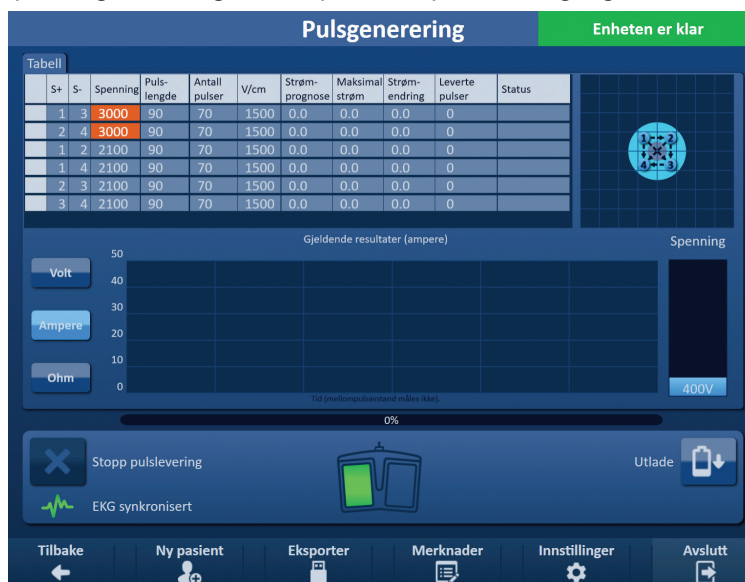 Pulsgenerering
Enheten er klar
Tabell
S+ S- Spenning Puls-lengde Antall pulser V/cm Strøm-prognose Maksimal strøm Strøm-endring Leverte pulser Status
1 3 3000 90 70 1500 0.0 0.0 0.0 0
2 4 3000 90 70 1500 0.0 0.0 0.0 0
1 2 2100 90 70 1500 0.0 0.0 0.0 0
1 4 2100 90 70 1500 0.0 0.0 0.0 0
2 3 2100 90 70 1500 0.0 0.0 0.0 0
3 4 2100 90 70 1500 0.0 0.0 0.0 0
1 2
4 3
Gjeldende resultater (ampere)
Spenning
Volt
Ampere
Ohm
50
40
30
20
10
0
400V
Tid (mellompulsavstand måles ikke).
0%
Stopp pulslevering
Utlade
EKG synkronisert
Tilbake Ny pasient Eksporter Merknader Innstillinger Avslutt